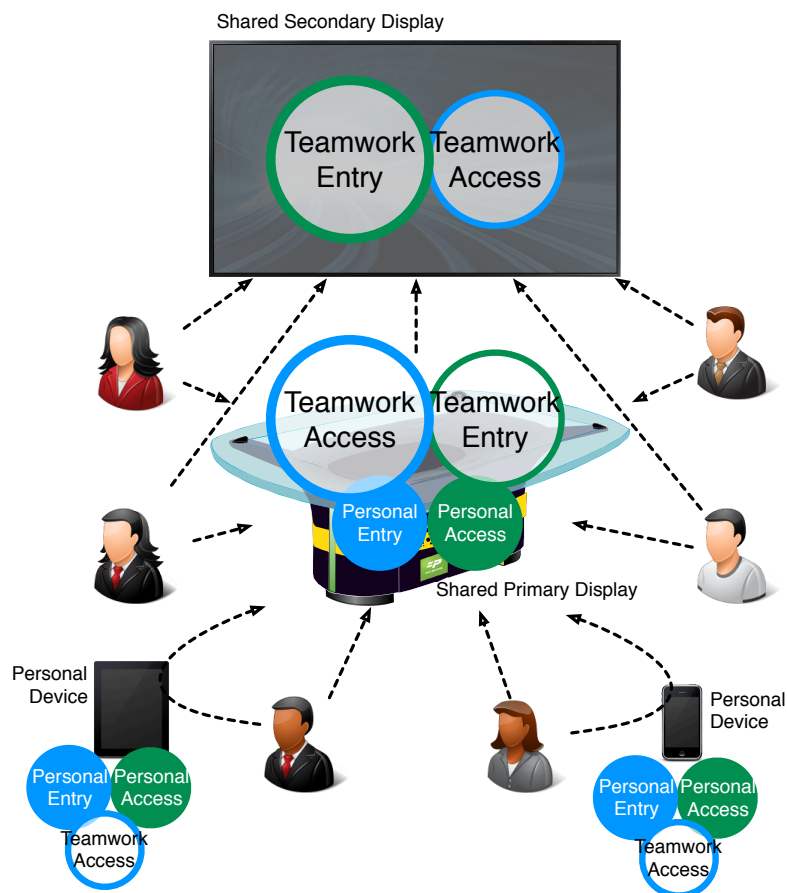 Shared Secondary Display
Teamwork
Entry
Teamwork
Access
Teamwork
Access
Teamwork
Entry
Personal
Entry
Personal
Access
Shared Primary Display
Personal
Device
Personal
Entry
Personal
Access
Teamwork
Access
Personal
Device
Personal
Entry
Personal
Access
Teamwork
Access